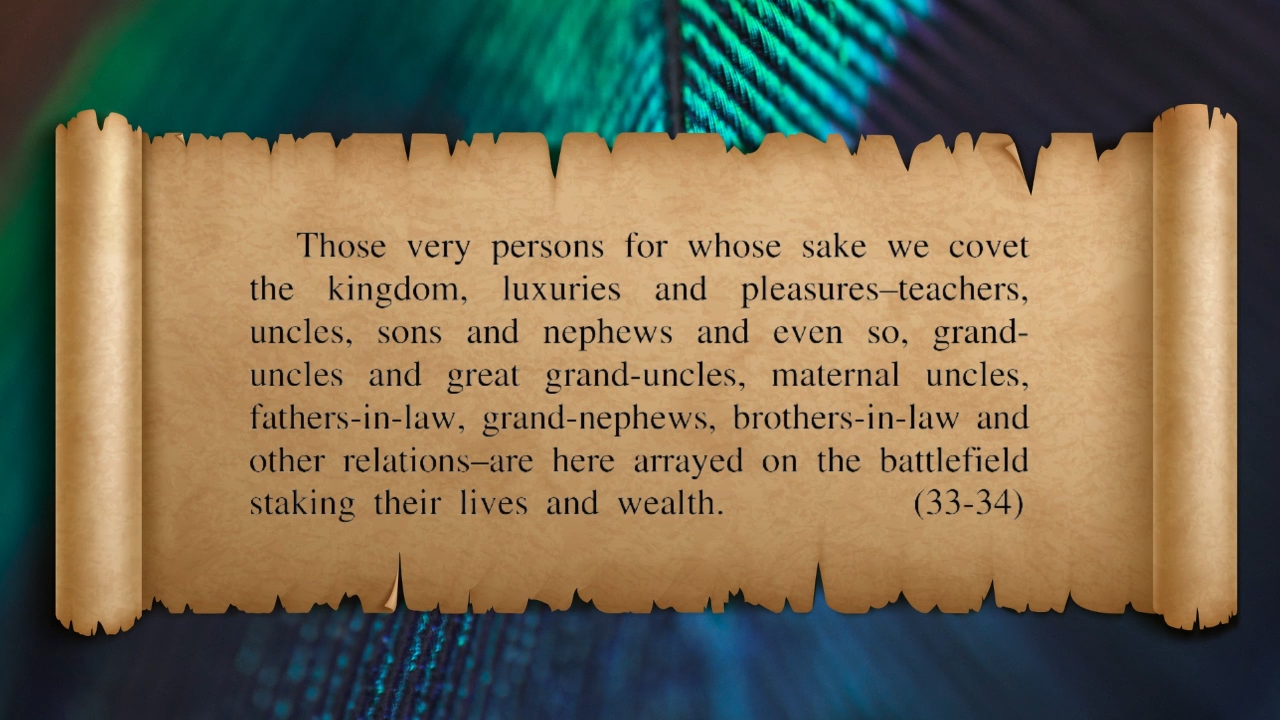 Those very persons for whose sake we covet
the kingdom, luxuries and pleasures–teachers,
uncles, sons and nephews and even so, grand-
uncles and great grand-uncles, maternal uncles,
fathers-in-law, grand-nephews, brothers-in-law and
other relations–are here arrayed on the battlefield
staking their lives and wealth. (33-34)